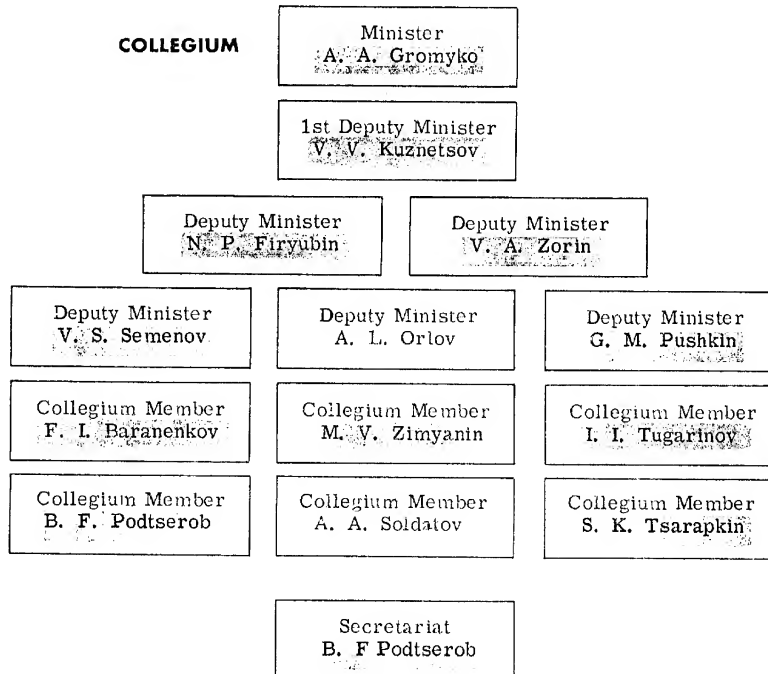 COLLEGIUM
Minister
A. A. Gromyko
1st Deputy Minister
V. V. Kuznetsov
Deputy Minister
N. P. Firyubin
Deputy Minister
V. A. Zorin
Deputy Minister
V. S. Semenov
Deputy Minister
A. L. Orlov
Deputy Minister
G. M. Pushkin
Collegium Member
F. I. Baranenkov
Collegium Member
M. V. Zimyanin
Collegium Member
I. I. Tugarinov
Collegium Member
B. F. Podtserob
Collegium Member
A. A. Soldatov
Collegium Member
S. K. Tsarapkin
Secretariat
B. F Podtserob